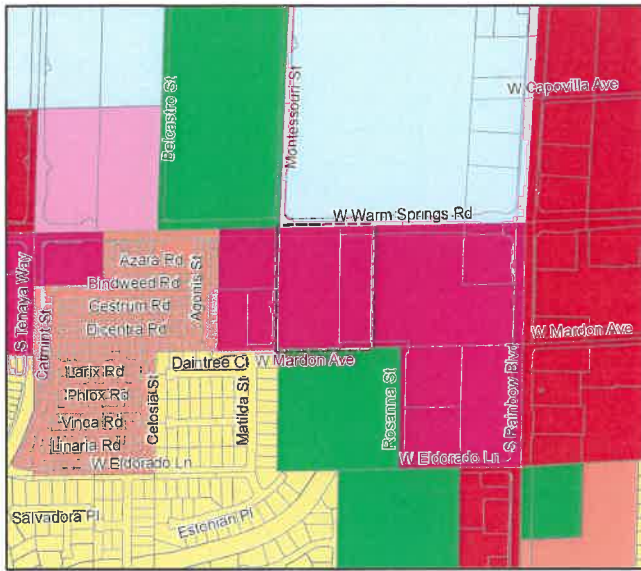 W Capovilla Ave
Belcastro St
Montessouri St
W Warm Springs Rd
S Tenaya Way
Azara Rd
Bindweed Rd
Cestrum Rd
Dicentra Rd
Catmint St
Agonis St
W Mardon Ave
Daintree Ct
W Mardon Ave
Larix Rd
Phlox Rd
Vinca Rd
Linaria Rd
Celosia St
Matilda St
Rosanna St
S Rainbow Blvd
W Eldorado Ln
W Eldorado Ln
Salvadora Pl
Estonian Pl